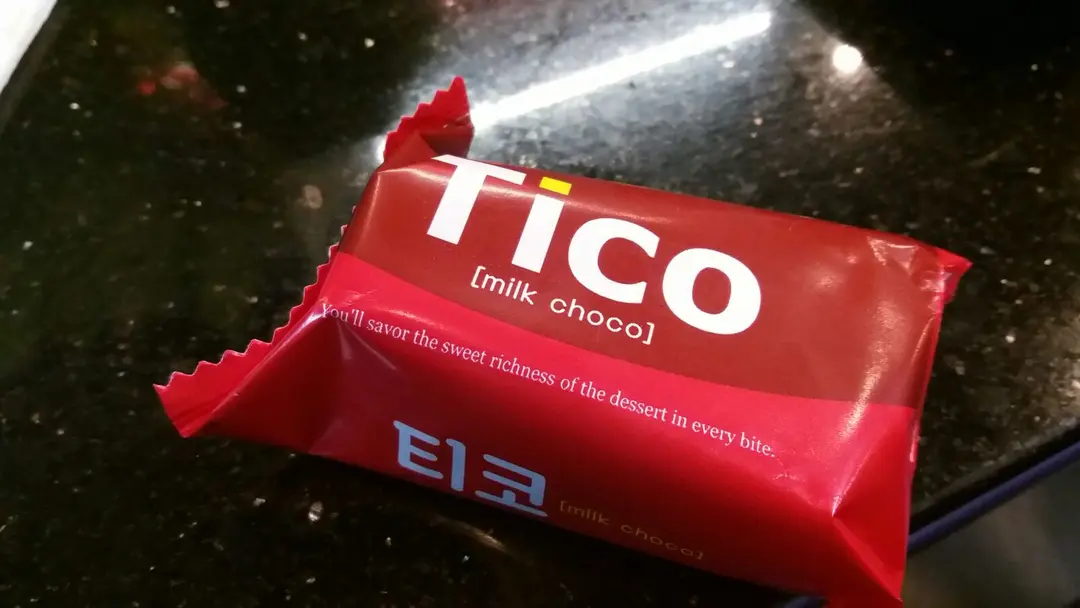 Tico
[milk choco]
You'll savor the sweet richness of the dessert in every bite.
티코
[milk choco]